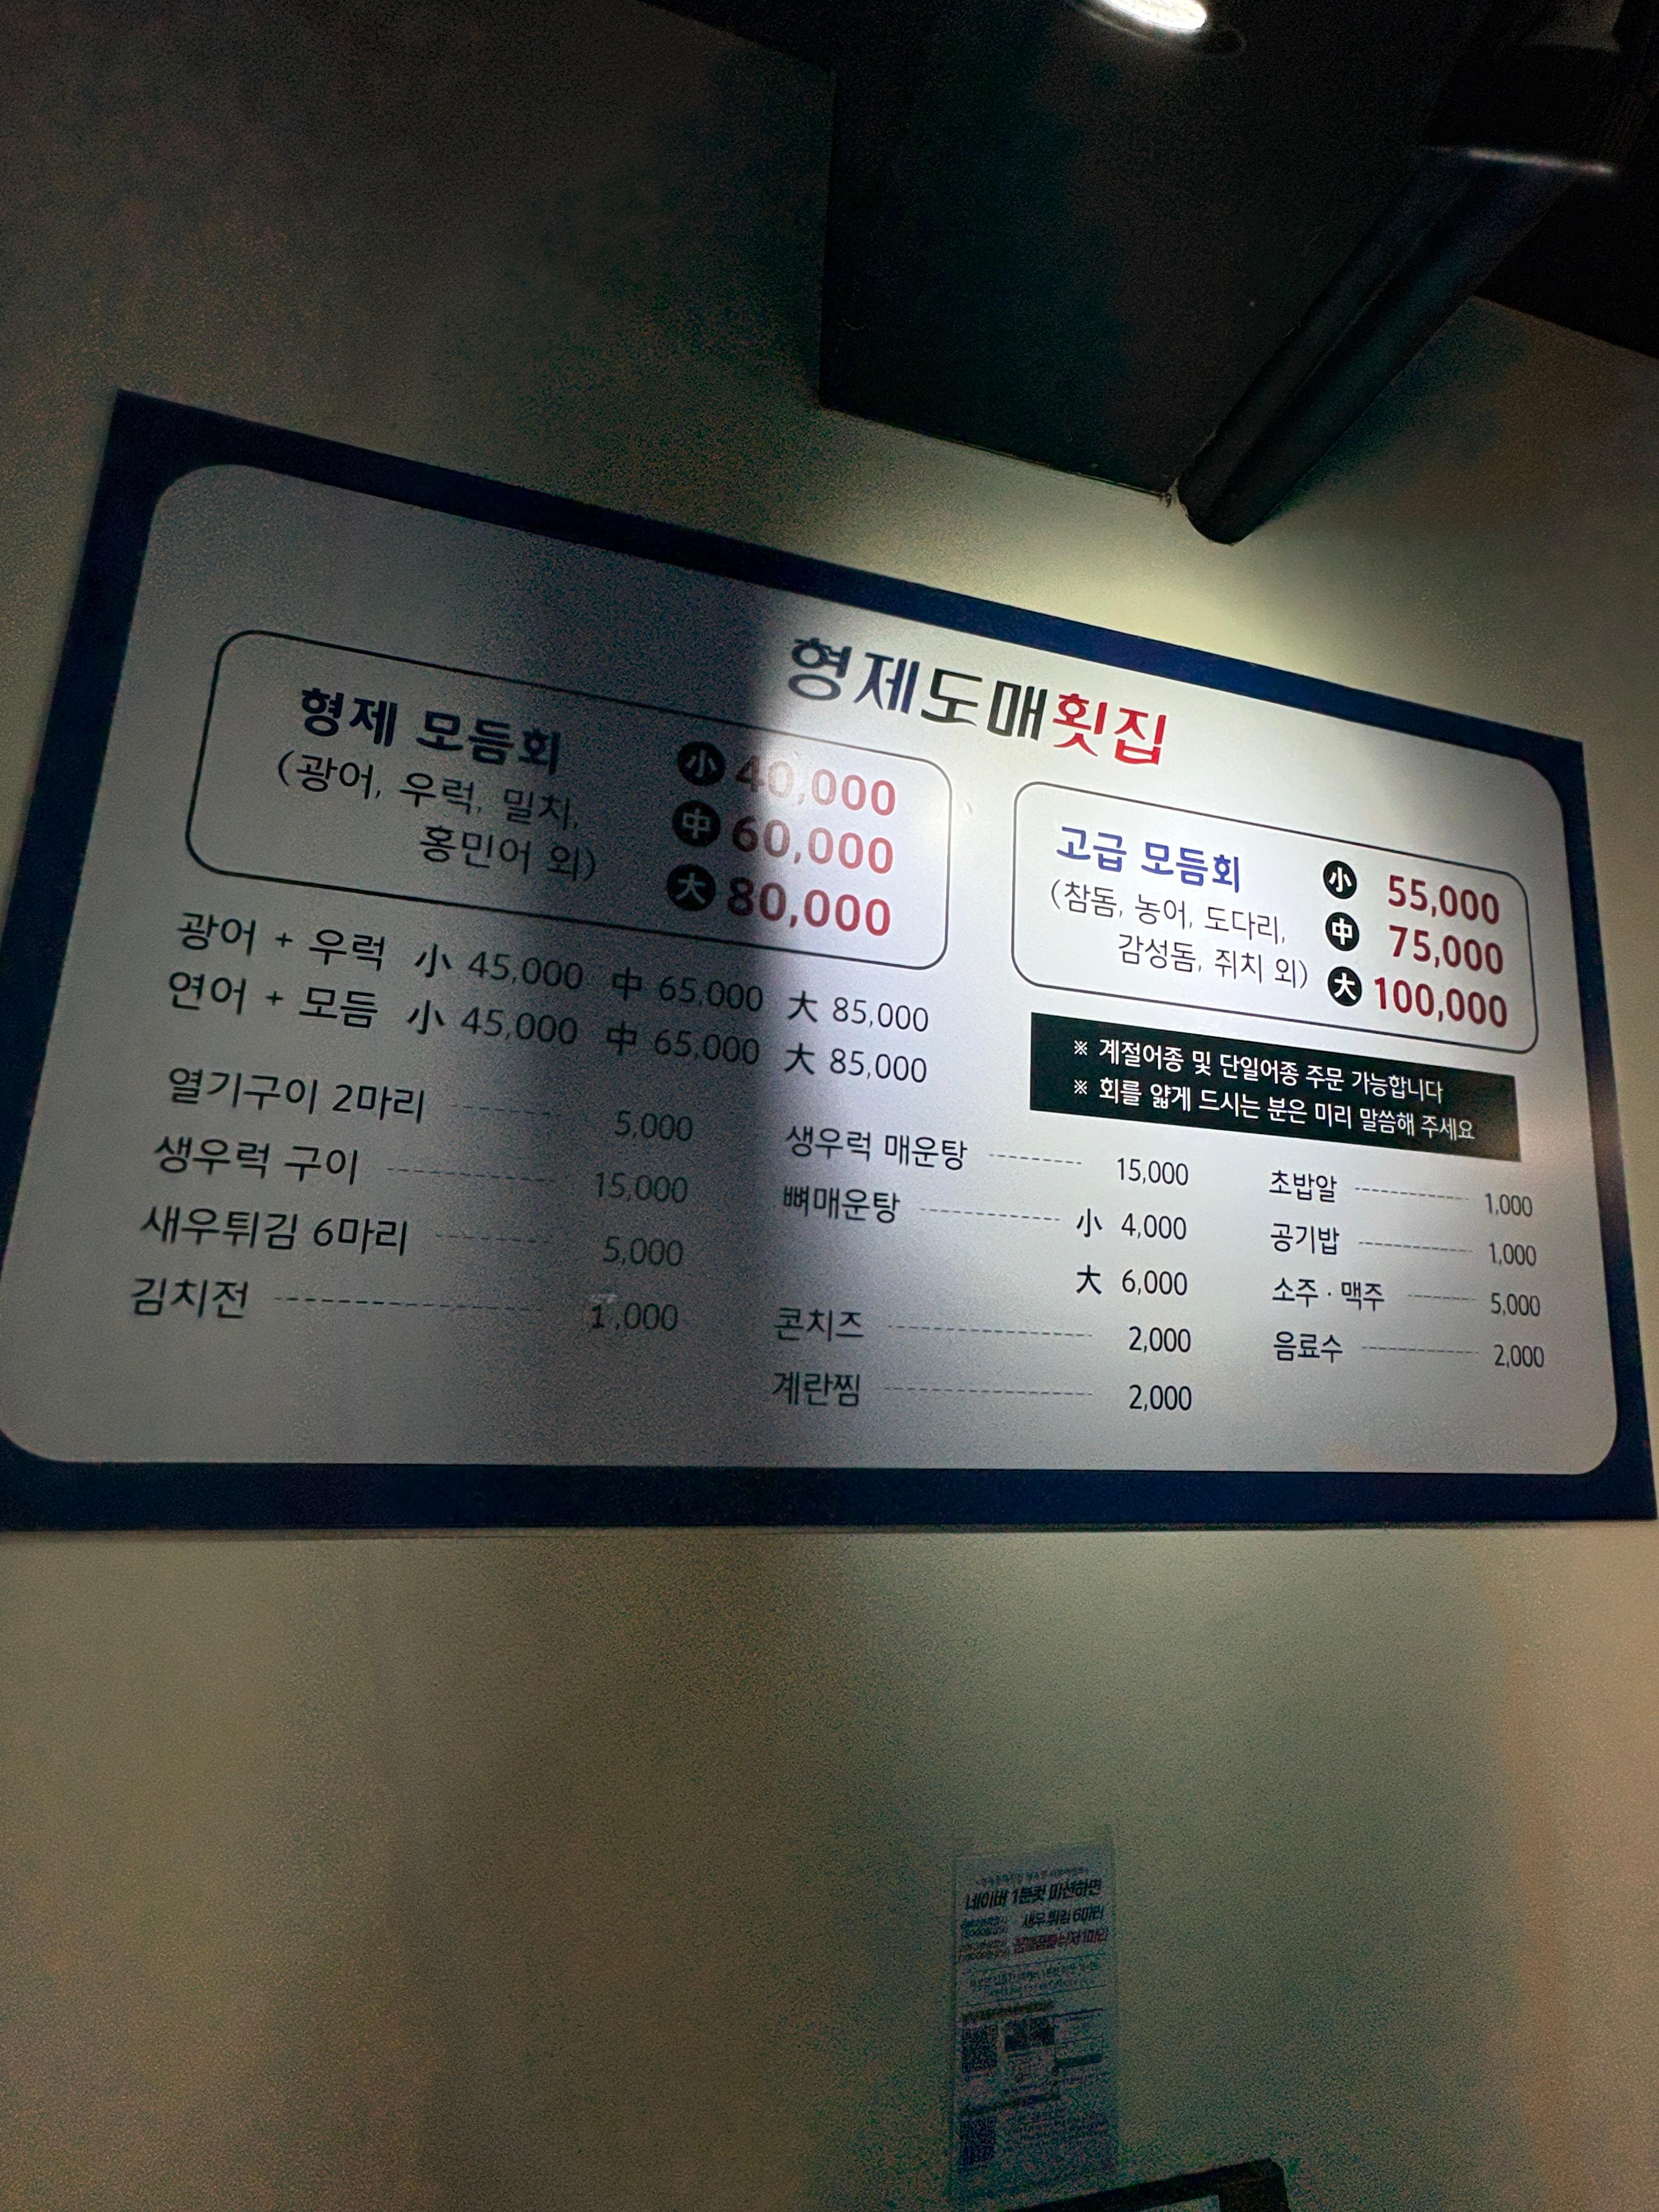 형제도매횟집
형제 모듬회
(광어, 우럭, 밀치,
홍민어 외)
小 40,000
中 60,000
大 80,000
광어 + 우럭 小 45,000 中 65,000 大 85,000
연어 + 모듬 小 45,000 中 65,000 大 85,000
고급 모듬회
(참돔, 농어, 도다리,
감성돔, 쥐치 외)
小 55,000
中 75,000
大 100,000
※ 계절어종 및 단일어종 주문 가능합니다
※ 회를 얇게 드시는 분은 미리 말씀해 주세요
열기구이 2마리 5,000
생우럭 구이 15,000
새우튀김 6마리 5,000
김치전
생우럭 매운탕 15,000
뼈매운탕 小 4,000
大 6,000
콘치즈 2,000
계란찜 2,000
초밥알 1,000
공기밥 1,000
소주 · 맥주 5,000
음료수 2,000
네이버 1분컷 미션하면
새우 튀김 6마리